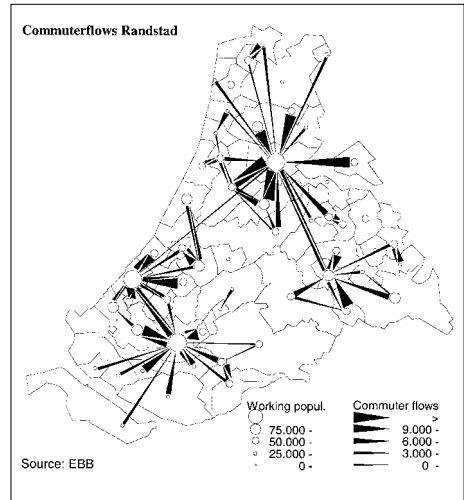 Commuterflows Randstad
Working popul.
75.000 -
50.000 -
25.000 -
0 -
Commuter flows
>
9.000 -
6.000 -
3.000 -
0 -
Source: EBB